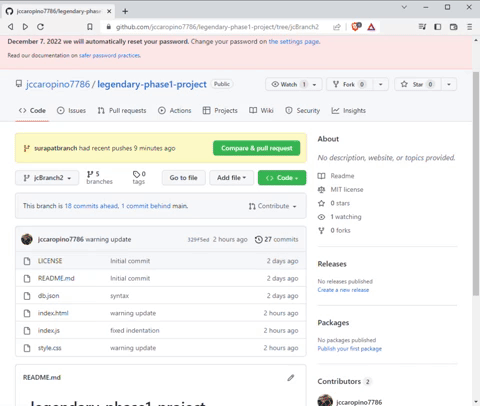 jccaropino7786/legendary-phase1-p
github.com/jccaropino7786/legendary-phase1-project/tree/jcBranch2
December 7, 2022 we will automatically reset your password. Change your password on the settings page.
Read our documentation on safer password practices.
jccaropino7786 / legendary-phase1-project Public
Watch 1 Fork 0 Star 0
<> Code Issues Pull requests Actions Projects Wiki Security Insights
surapatbranch had recent pushes 9 minutes ago Compare & pull request
jcBranch2 5 branches 0 tags Go to file Add file Code
This branch is 18 commits ahead, 1 commit behind main. Contribute
jccaropino7786 warning update 329f5ed 2 hours ago 27 commits
LICENSE Initial commit 2 days ago
README.md Initial commit 2 days ago
db.json syntax 2 days ago
index.html warning update 2 hours ago
index.js fixed indentation 2 hours ago
style.css warning update 2 hours ago
README.md
legendary-phase1-project
About
No description, website, or topics provided.
Readme
MIT license
0 stars
1 watching
0 forks
Releases
No releases published
Create a new release
Packages
No packages published
Publish your first package
Contributors 2
jccaropino7786